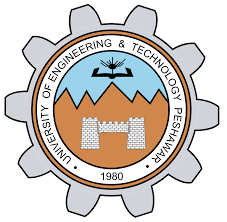 UNIVERSITY OF ENGINEERING & TECHNOLOGY PESHAWAR
1980